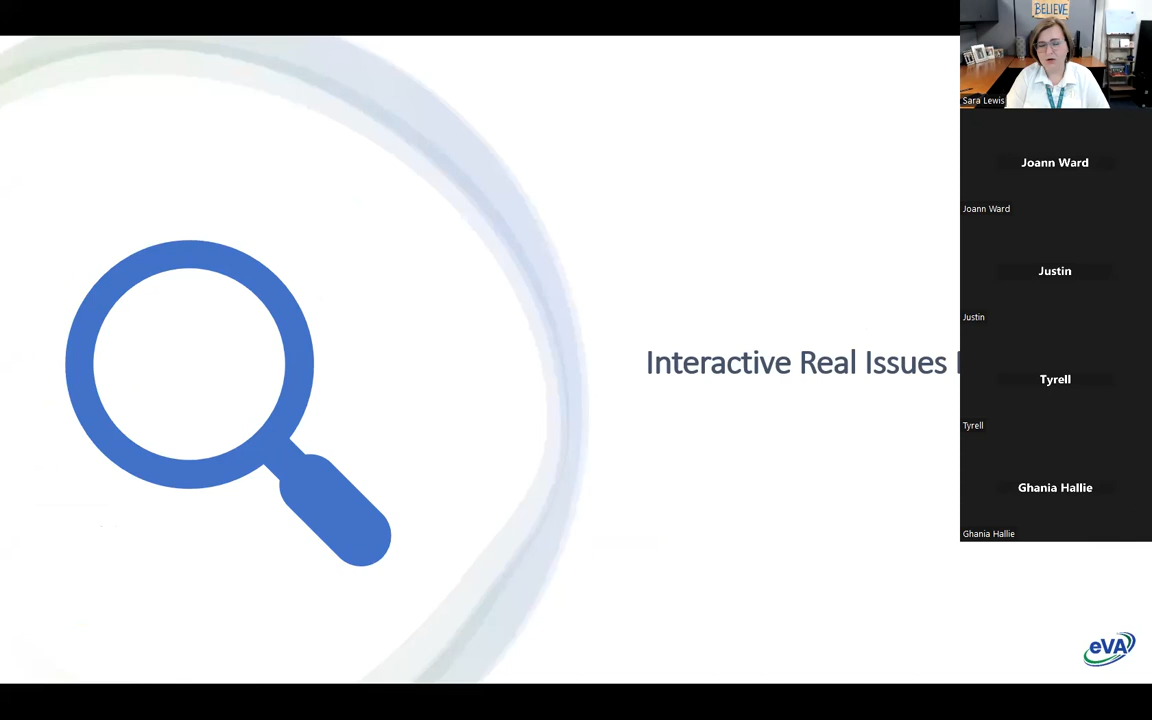 BELIEVE
Sara Lewis
Joann Ward
Joann Ward
Justin
Justin
Interactive Real Issues
Tyrell
Tyrell
Ghania Hallie
Ghania Hallie
eVA